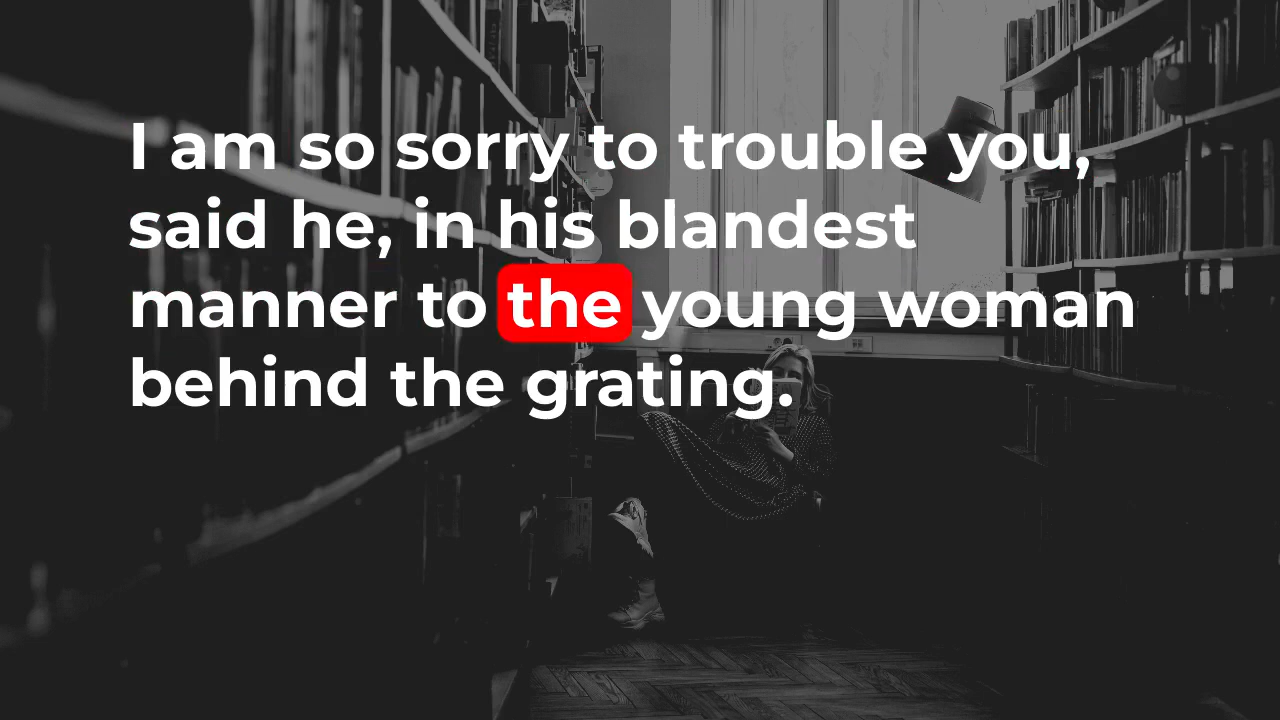 I am so sorry to trouble you,
said he, in his blandest
manner to the young woman
behind the grating.